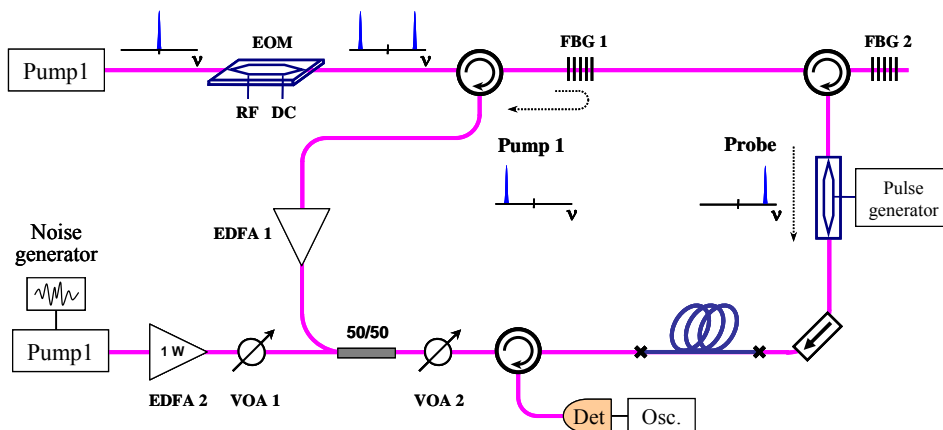 EOM
FBG 1
FBG 2
Pump1
ν
ν
RF DC
Pump 1
Probe
ν
ν
Pulse
generator
EDFA 1
Noise
generator
50/50
Pump1
1 W
EDFA 2
VOA 1
VOA 2
Det
Osc.